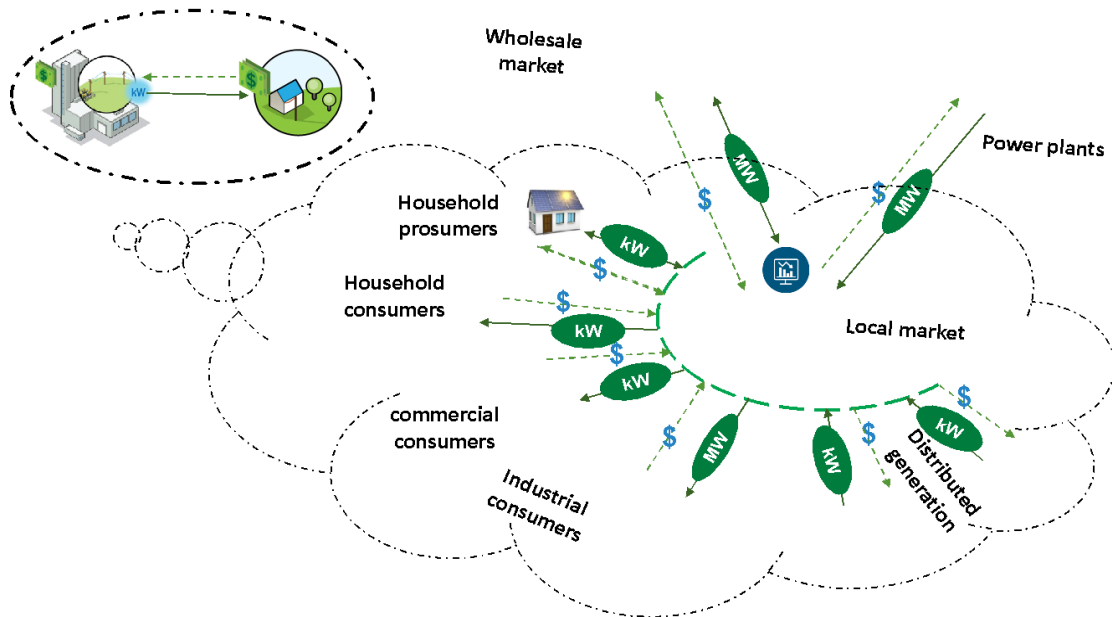 Wholesale
market
$
kW
$
Power plants
MW
$
MW
$
Household
prosumers
kW
$
Household
consumers
$
kW
Local market
$
kW
commercial
consumers
$
MW
kW
$
kW
$
Distributed
generation
Industrial
consumers